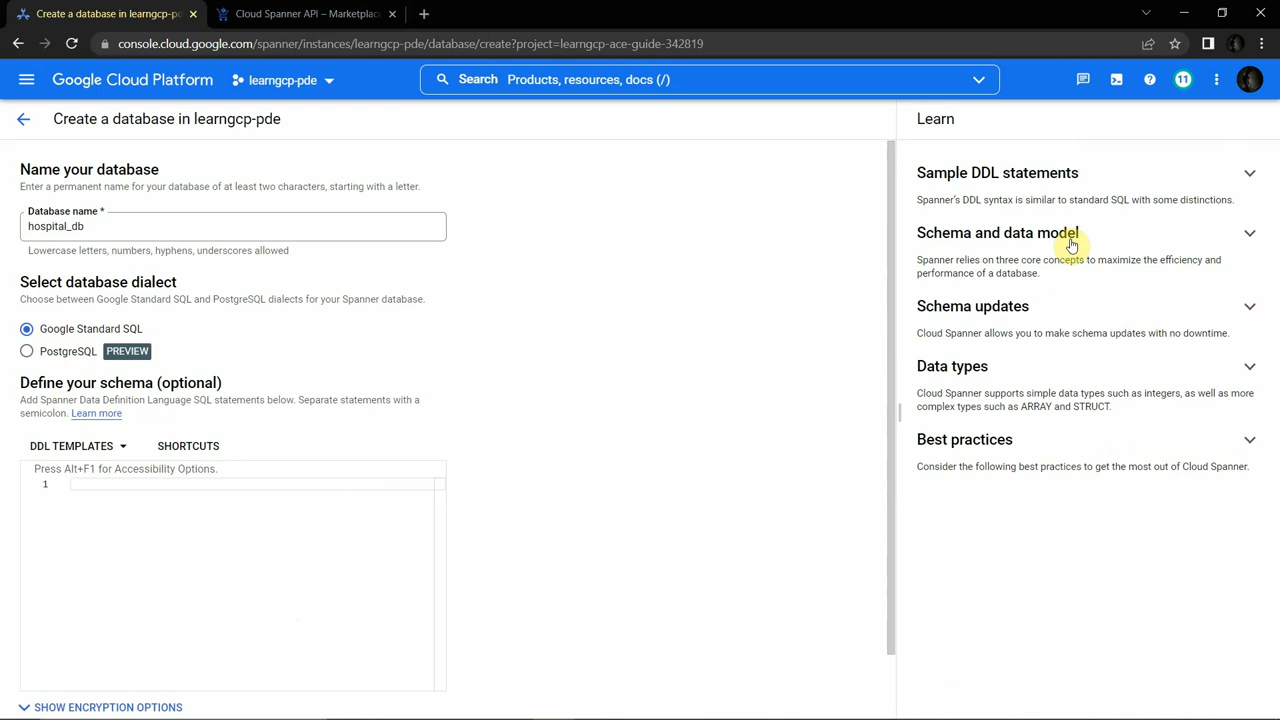 Create a database in learngcp-pd
Cloud Spanner API – Marketplac
console.cloud.google.com/spanner/instances/learngcp-pde/database/create?project=learngcp-ace-guide-342819
Google Cloud Platform
learngcp-pde
Search Products, resources, docs (/)
11
Create a database in learngcp-pde
Name your database
Enter a permanent name for your database of at least two characters, starting with a letter.
Database name *
hospital_db
Lowercase letters, numbers, hyphens, underscores allowed
Select database dialect
Choose between Google Standard SQL and PostgreSQL dialects for your Spanner database.
Google Standard SQL
PostgreSQL PREVIEW
Define your schema (optional)
Add Spanner Data Definition Language SQL statements below. Separate statements with a
semicolon. Learn more
DDL TEMPLATES SHORTCUTS
Press Alt+F1 for Accessibility Options.
1
SHOW ENCRYPTION OPTIONS
Learn
Sample DDL statements
Spanner's DDL syntax is similar to standard SQL with some distinctions.
Schema and data model
Spanner relies on three core concepts to maximize the efficiency and
performance of a database.
Schema updates
Cloud Spanner allows you to make schema updates with no downtime.
Data types
Cloud Spanner supports simple data types such as integers, as well as more
complex types such as ARRAY and STRUCT.
Best practices
Consider the following best practices to get the most out of Cloud Spanner.